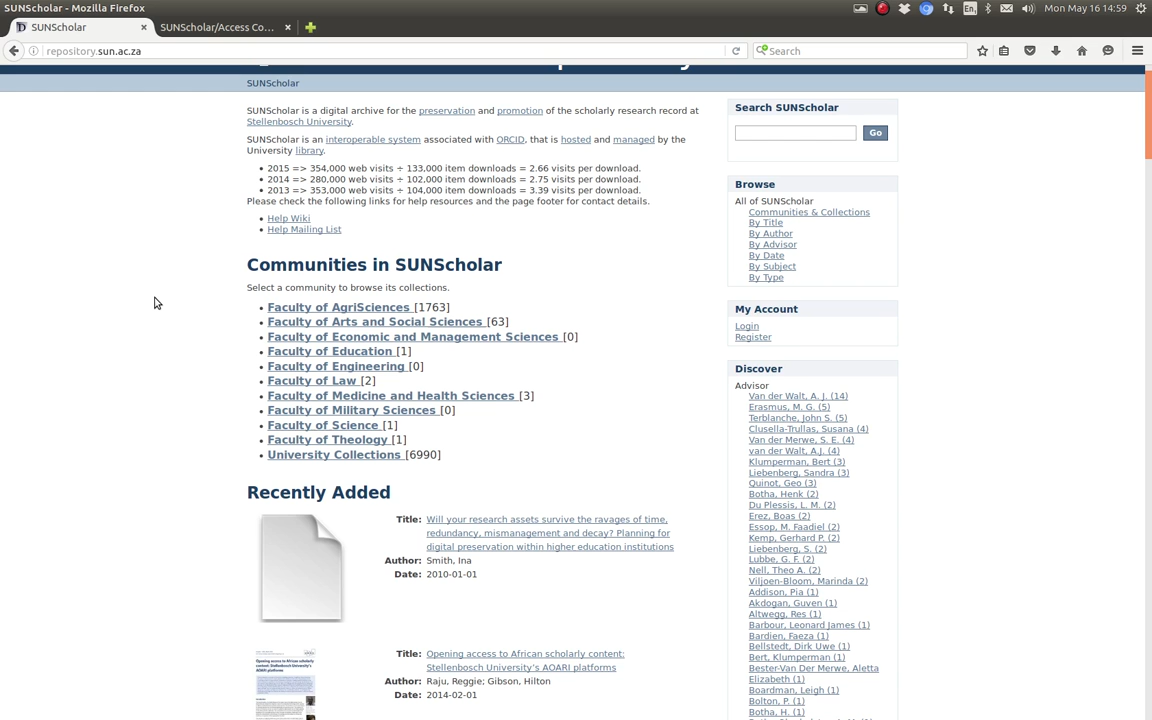 SUNScholar - Mozilla Firefox
En
Mon May 16 14:59
SUNScholar
SUNScholar/Access Co...
repository.sun.ac.za
Search
SUNScholar
SUNScholar is a digital archive for the preservation and promotion of the scholarly research record at
Stellenbosch University.
SUNScholar is an interoperable system associated with ORCID, that is hosted and managed by the
University library.
• 2015 => 354,000 web visits ÷ 133,000 item downloads = 2.66 visits per download.
• 2014 => 280,000 web visits ÷ 102,000 item downloads = 2.75 visits per download.
• 2013 => 353,000 web visits ÷ 104,000 item downloads = 3.39 visits per download.
Please check the following links for help resources and the page footer for contact details.
• Help Wiki
• Help Mailing List
Communities in SUNScholar
Select a community to browse its collections.
• Faculty of AgriSciences [1763]
• Faculty of Arts and Social Sciences [63]
• Faculty of Economic and Management Sciences [0]
• Faculty of Education [1]
• Faculty of Engineering [0]
• Faculty of Law [2]
• Faculty of Medicine and Health Sciences [3]
• Faculty of Military Sciences [0]
• Faculty of Science [1]
• Faculty of Theology [1]
• University Collections [6990]
Recently Added
Title: Will your research assets survive the ravages of time,
redundancy, mismanagement and decay? Planning for
digital preservation within higher education institutions
Author: Smith, Ina
Date: 2010-01-01
Opening access to African scholarly
content: Stellenbosch University's
AOARI platforms
Title: Opening access to African scholarly content:
Stellenbosch University's AOARI platforms
Author: Raju, Reggie; Gibson, Hilton
Date: 2014-02-01
Search SUNScholar
Go
Browse
All of SUNScholar
Communities & Collections
By Title
By Author
By Advisor
By Date
By Subject
By Type
My Account
Login
Register
Discover
Advisor
Van der Walt, A. J. (14)
Erasmus, M. G. (5)
Terblanche, John S. (5)
Clusella-Trullas, Susana (4)
Van der Merwe, S. E. (4)
van der Walt, A.J. (4)
Klumperman, Bert (3)
Liebenberg, Sandra (3)
Quinot, Geo (3)
Botha, Henk (2)
Du Plessis, L. M. (2)
Erez, Boas (2)
Essop, M. Faadiel (2)
Kemp, Gerhard P. (2)
Liebenberg, S. (2)
Lubbe, G. F. (2)
Nell, Theo A. (2)
Viljoen-Bloom, Marinda (2)
Addison, Pia (1)
Akdogan, Guven (1)
Altwegg, Res (1)
Barbour, Leonard James (1)
Bardien, Faeza (1)
Bellstedt, Dirk Uwe (1)
Bert, Klumperman (1)
Bester-Van Der Merwe, Aletta
Elizabeth (1)
Boardman, Leigh (1)
Bolton, P. (1)
Botha, H. (1)